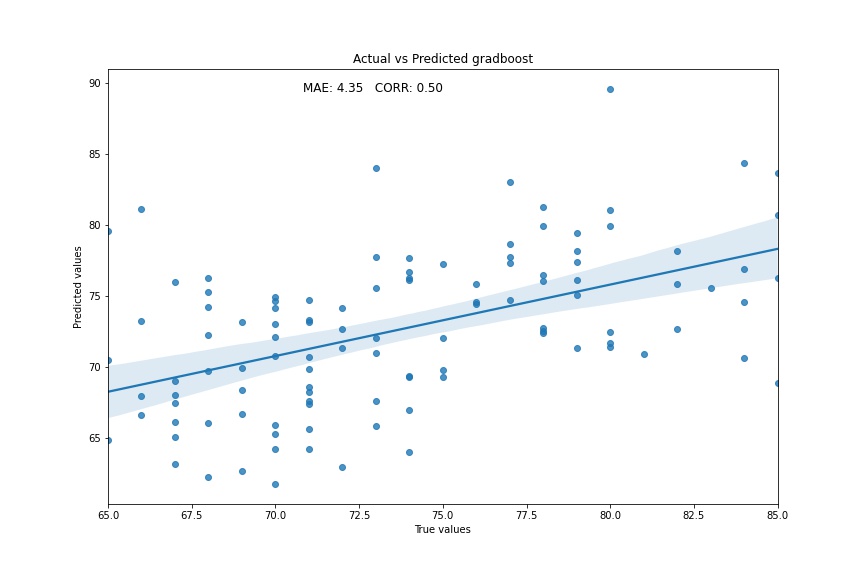 Actual vs Predicted gradboost
MAE: 4.35   CORR: 0.50
90
85
80
75
70
65
Predicted values
65.0 67.5 70.0 72.5 75.0 77.5 80.0 82.5 85.0
True values